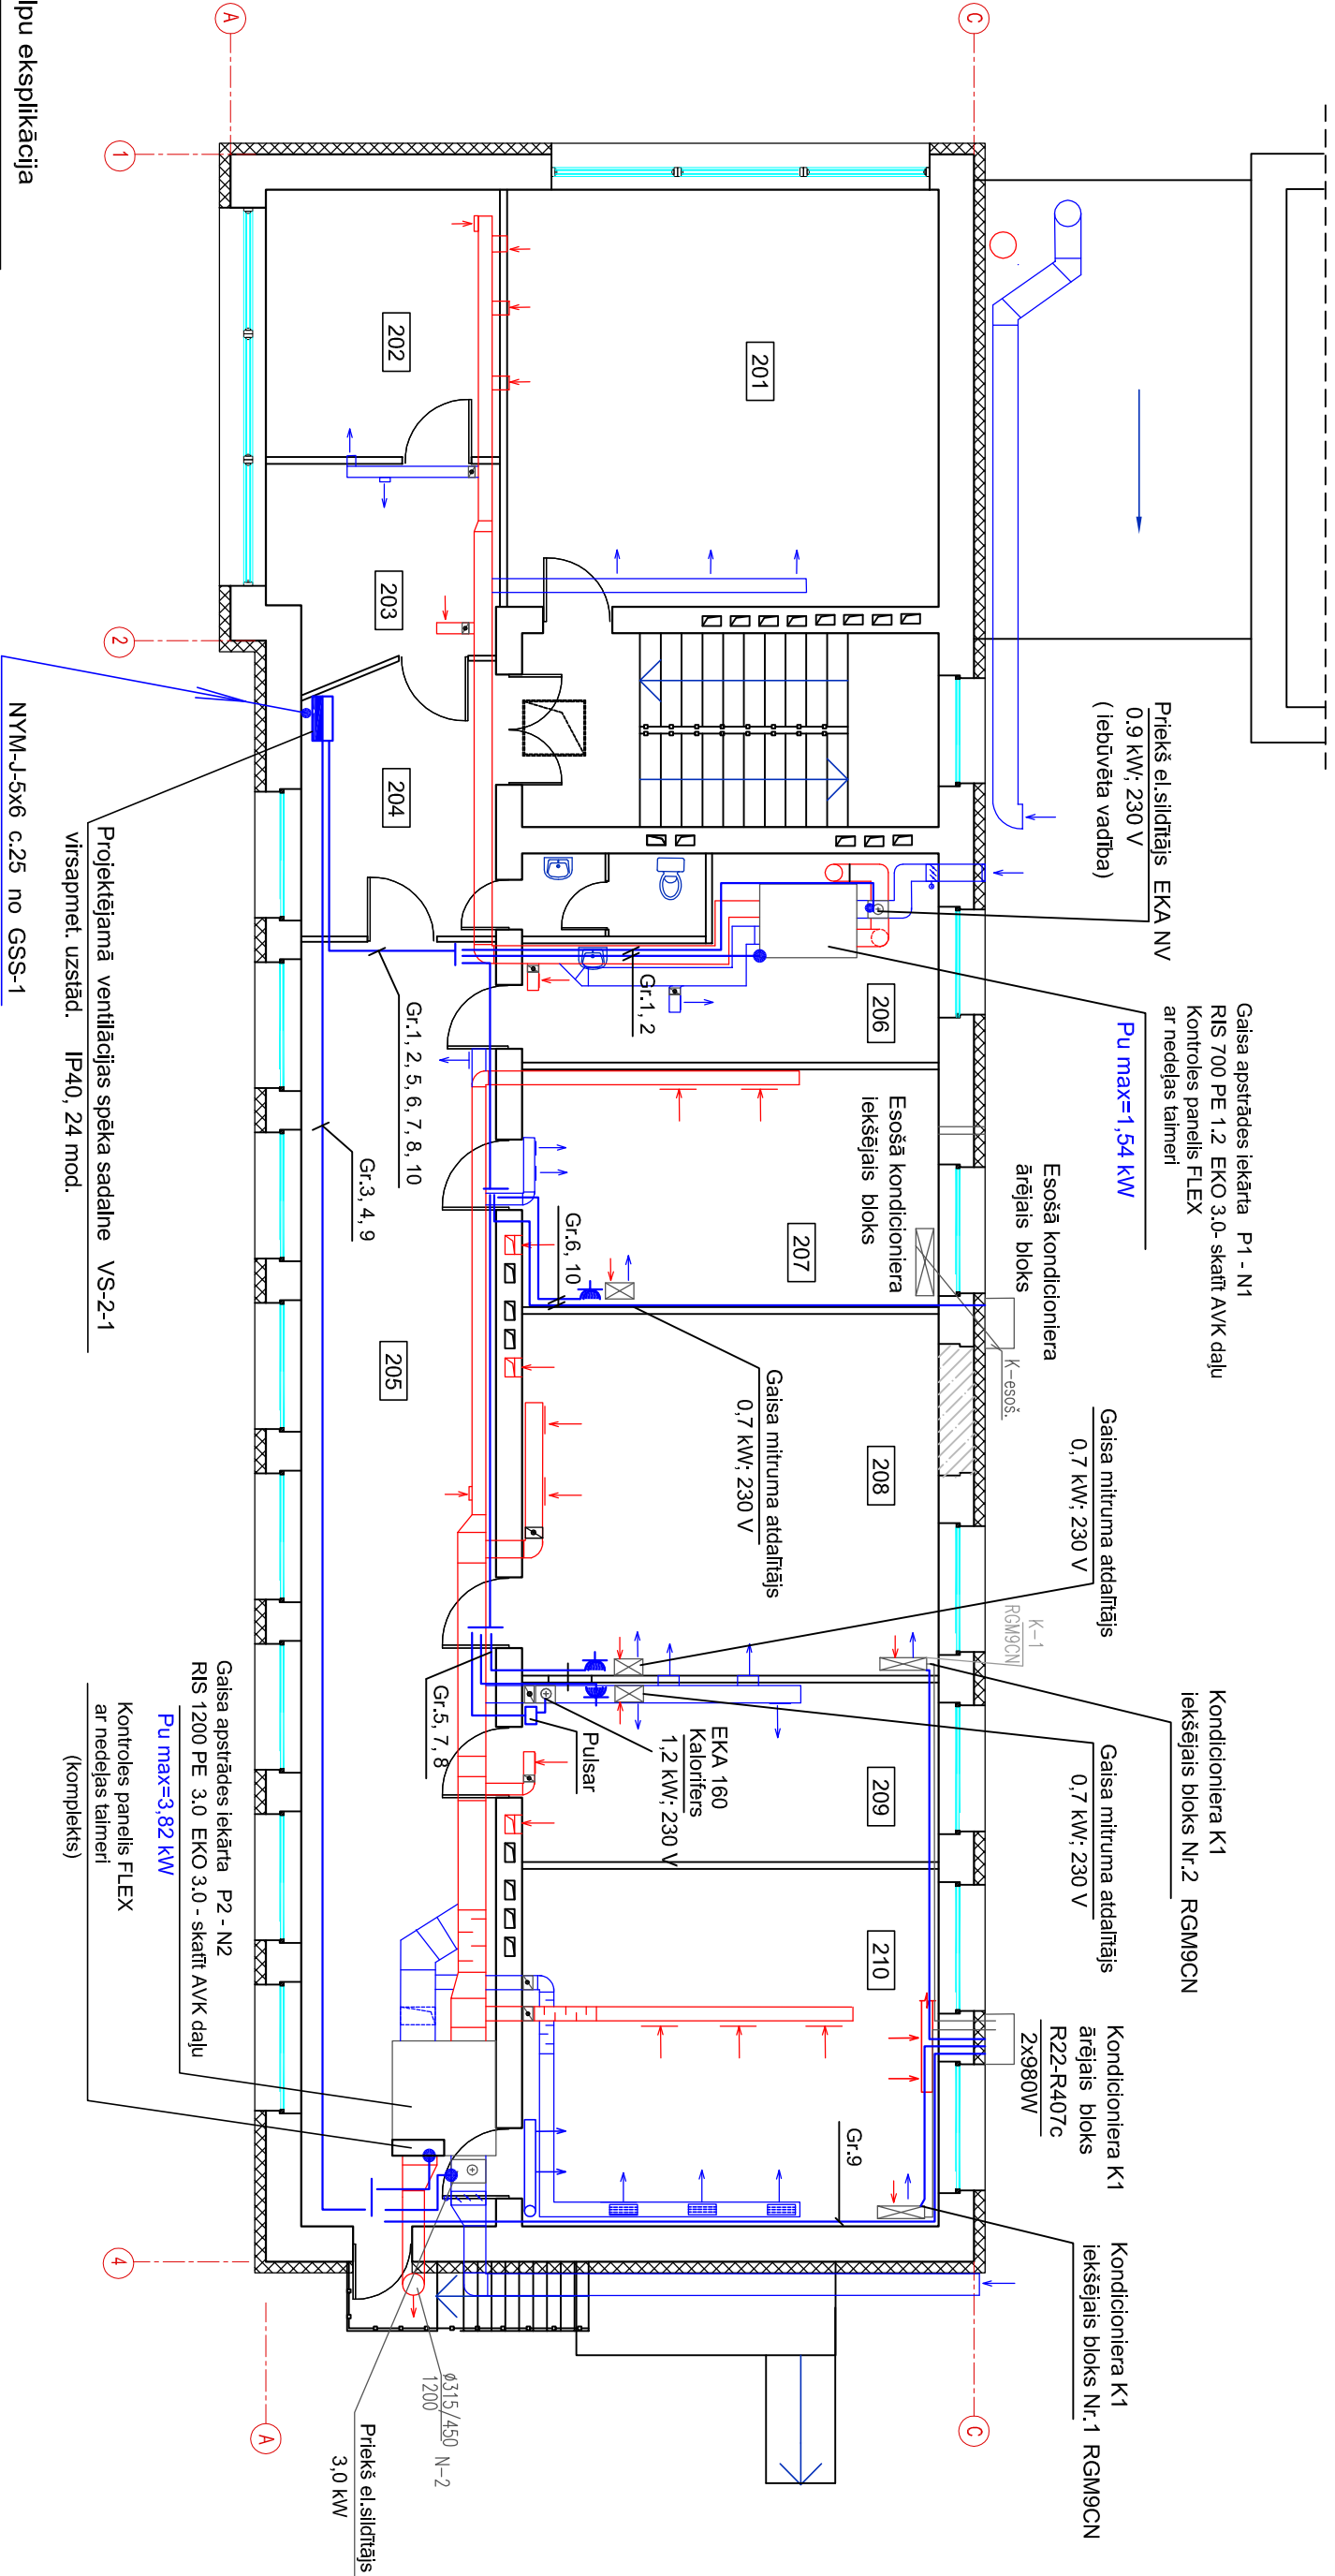 lpu eksplikācija
A
C
1
2
4
A
C
Priekš el.sildītājs EKA NV
0.9 kW; 230 V
( iebūvēta vadība)
Gaisa apstrādes iekārta P1 - N1
RIS 700 PE 1.2 EKO 3.0- skatīt AVK daļu
Kontroles panelis FLEX
ar nedeļas taimeri
Pu max=1,54 kW
Esošā kondicioniera
ārējais bloks
Esošā kondicioniera
iekšējais bloks
K-esoš.
Gaisa mitruma atdalītājs
0,7 kW; 230 V
Gaisa mitruma atdalītājs
0,7 kW; 230 V
Gaisa mitruma atdalītājs
0,7 kW; 230 V
K-1
RGM9CN
Kondicioniera K1
iekšējais bloks Nr.2 RGM9CN
Kondicioniera K1
ārējais bloks
R22-R407c
2x980W
Kondicioniera K1
iekšējais bloks Nr.1 RGM9CN
201
202
203
204
205
206
207
208
209
210
Gr.1, 2
Gr.1, 2, 5, 6, 7, 8, 10
Gr.3, 4, 9
Gr.6, 10
Gr.5, 7, 8
Gr.9
Pulsar
EKA 160
Kalorifers
1,2 kW; 230 V
NYM-J-5x6 c.25 no GSS-1
Projektējamā ventilācijas spēka sadalne VS-2-1
virsapmet. uzstād. IP40, 24 mod.
Gaisa apstrādes iekārta P2 - N2
RIS 1200 PE 3.0 EKO 3.0 - skatīt AVK daļu
Pu max=3,82 kW
Kontroles panelis FLEX
ar nedeļas taimeri
(komplekts)
ø315/450 N-2
1200
Priekš el.sildītājs
3,0 kW